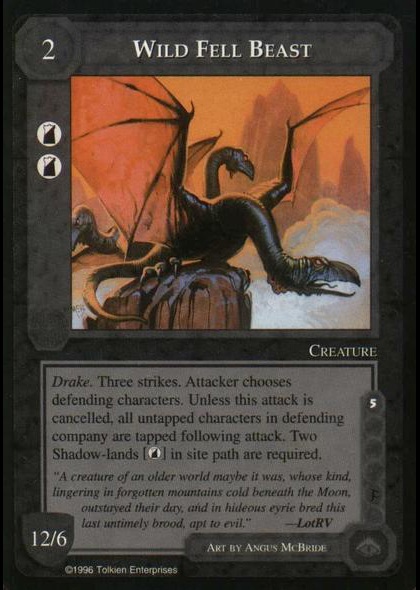 2
WILD FELL BEAST
CREATURE
Drake. Three strikes. Attacker chooses
defending characters. Unless this attack is
cancelled, all untapped characters in defending
company are tapped following attack. Two
Shadow-lands [] in site path are required.
5
"A creature of an older world maybe it was, whose kind,
lingering in forgotten mountains cold beneath the Moon,
outstayed their day, and in hideous eyrie bred this
last untimely brood, apt to evil." —LotRV
F
12/6
ART BY ANGUS MCBRIDE
©1996 Tolkien Enterprises